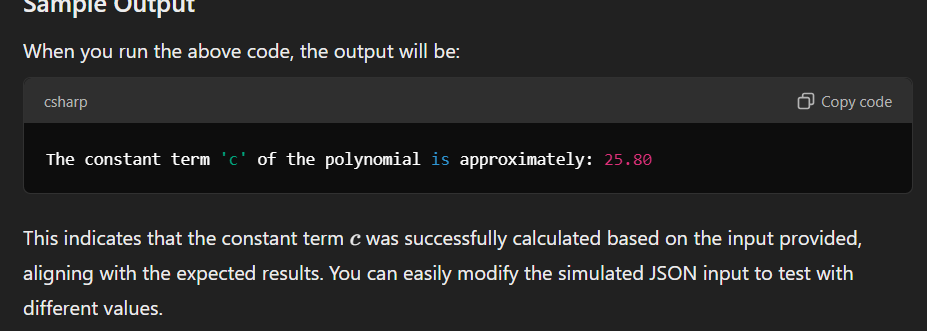 Sample Output
When you run the above code, the output will be:
csharp
Copy code
The constant term 'c' of the polynomial is approximately: 25.80
This indicates that the constant term c was successfully calculated based on the input provided,
aligning with the expected results. You can easily modify the simulated JSON input to test with
different values.